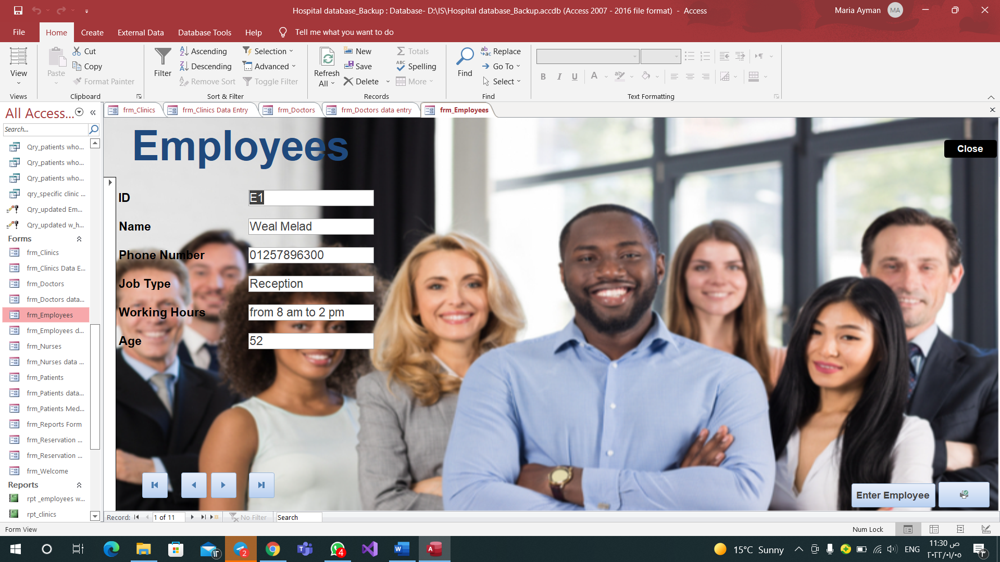 Hospital database_Backup : Database- D:\IS\Hospital database_Backup.accdb (Access 2007 - 2016 file format)  -  Access
Maria Ayman
MA
File
Home
Create
External Data
Database Tools
Help
Tell me what you want to do
View
Views
Paste
Cut
Copy
Format Painter
Clipboard
Filter
Ascending
Descending
Remove Sort
Selection
Advanced
Toggle Filter
Sort & Filter
Refresh All
New
Save
Delete
Totals
Spelling
More
Records
Find
Replace
Go To
Select
Find
B I U A
Text Formatting
All Access...
Search...
Qry_patients who...
Qry_patients who...
Qry_patients who...
qry_specific clinic ...
Qry_updated Em...
Qry_updated w_h...
Forms
frm_Clinics
frm_Clinics Data E...
frm_Doctors
frm_Doctors data...
frm_Employees
frm_Employees d...
frm_Nurses
frm_Nurses data ...
frm_Patients
frm_Patients data...
frm_Patients Med...
frm_Reports Form
frm_Reservation ...
frm_Reservation ...
frm_Welcome
Reports
rpt _employees w...
rpt_clinics
frm_Clinics
frm_Clinics Data Entry
frm_Doctors
frm_Doctors data entry
frm_Employees
Employees
Close
ID E1
Name Weal Melad
Phone Number 01257896300
Job Type Reception
Working Hours from 8 am to 2 pm
Age 52
Enter Employee
Record: 1 of 11 No Filter Search
Form View
Num Lock
١٣
2
4
15°C Sunny
ENG
11:30 ص
٢٠٢٢/٠١/٠٥
٣